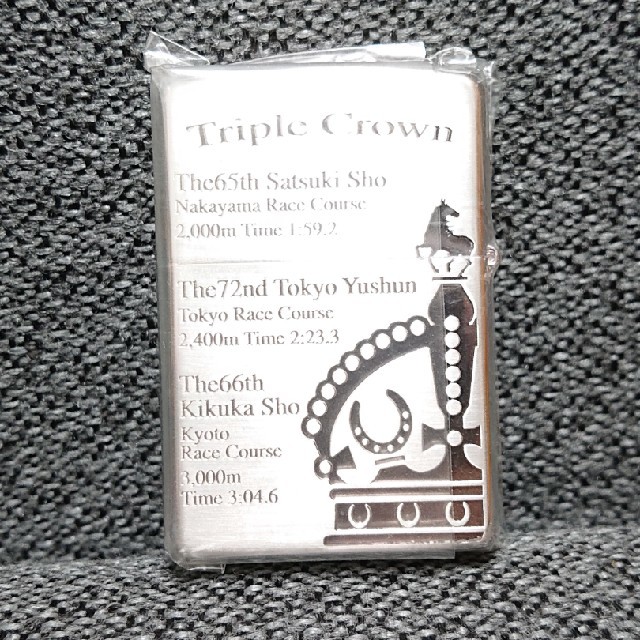 Triple Crown
The65th Satsuki Sho
Nakayama Race Course
2,000m Time 1:59.2
The72nd Tokyo Yushun
Tokyo Race Course
2,400m Time 2:23.3
The66th
Kikuka Sho
Kyoto
Race Course
3,000m
Time 3:04.6